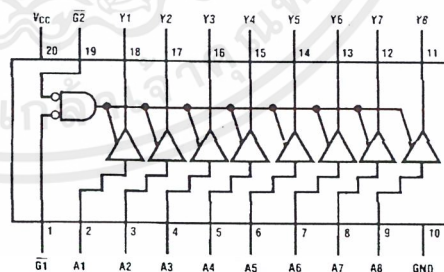 VCC G2 Y1 Y2 Y3 Y4 Y5 Y6 Y7 Y8
20 19 18 17 16 15 14 13 12 11
1 2 3 4 5 6 7 8 9 10
G1 A1 A2 A3 A4 A5 A6 A7 A8 GND